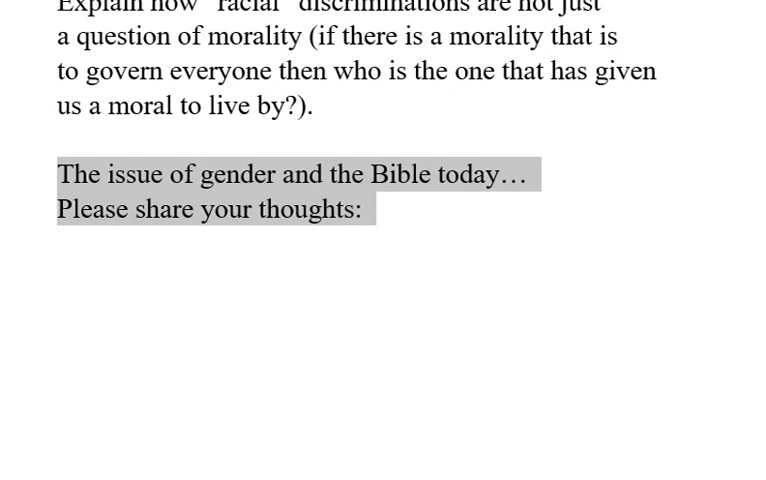 Explain how "racial" discriminations are not just
a question of morality (if there is a morality that is
to govern everyone then who is the one that has given
us a moral to live by?).
The issue of gender and the Bible today…
Please share your thoughts: